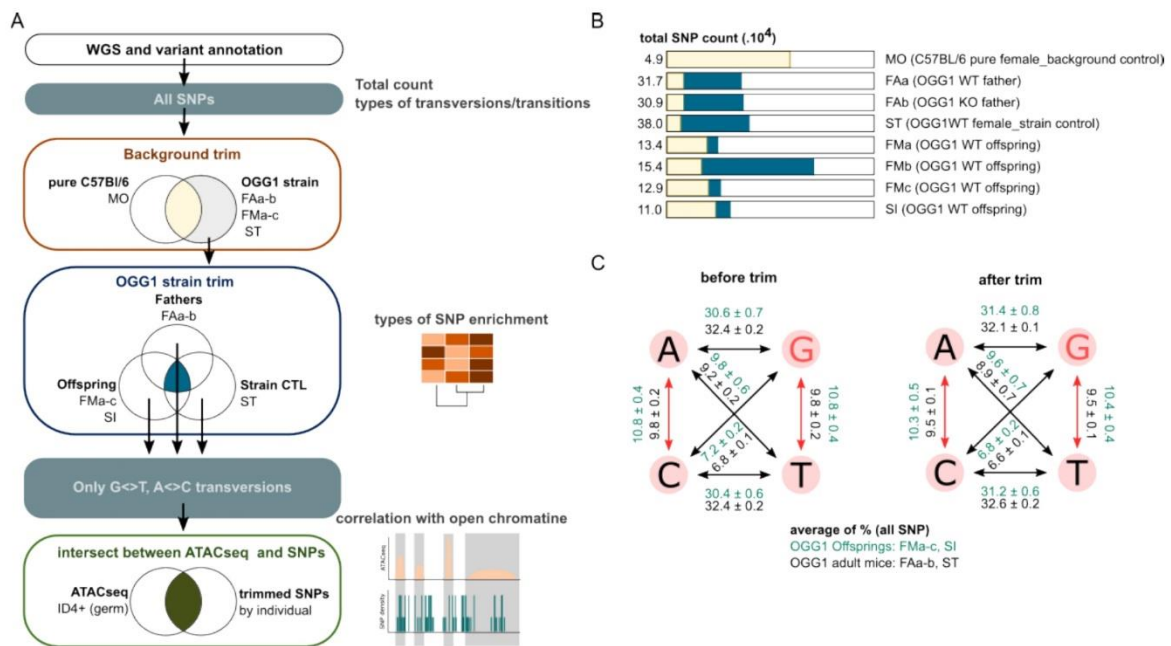 A
WGS and variant annotation
All SNPs
Total count
types of transversions/transitions
Background trim
pure C57Bl/6
MO
OGG1 strain
FAa-b
FMa-c
ST
OGG1 strain trim
Fathers
FAa-b
Offspring
FMa-c
SI
Strain CTL
ST
types of SNP enrichment
Only G<>T, A<>C transversions
intersect between ATACseq and SNPs
ATACseq
ID4+ (germ)
trimmed SNPs
by individual
correlation with open chromatine
ATACseq
SNP density
B
total SNP count (.10⁴)
4.9 MO (C57BL/6 pure female_background control)
31.7 FAa (OGG1 WT father)
30.9 FAb (OGG1 KO father)
38.0 ST (OGG1WT female_strain control)
13.4 FMa (OGG1 WT offspring)
15.4 FMb (OGG1 WT offspring)
12.9 FMc (OGG1 WT offspring)
11.0 SI (OGG1 WT offspring)
C
before trim
30.6 ± 0.7
32.4 ± 0.2
A
G
9.8 ± 0.6
9.2 ± 0.2
10.8 ± 0.4
9.8 ± 0.2
9.8 ± 0.2
10.8 ± 0.4
7.2 ± 0.2
6.8 ± 0.1
C
T
30.4 ± 0.6
32.4 ± 0.2
after trim
31.4 ± 0.8
32.1 ± 0.1
A
G
9.6 ± 0.7
8.9 ± 0.7
10.3 ± 0.5
9.5 ± 0.1
9.5 ± 0.1
10.4 ± 0.4
6.8 ± 0.2
6.6 ± 0.1
C
T
31.2 ± 0.6
32.6 ± 0.2
average of % (all SNP)
OGG1 Offsprings: FMa-c, SI
OGG1 adult mice: FAa-b, ST